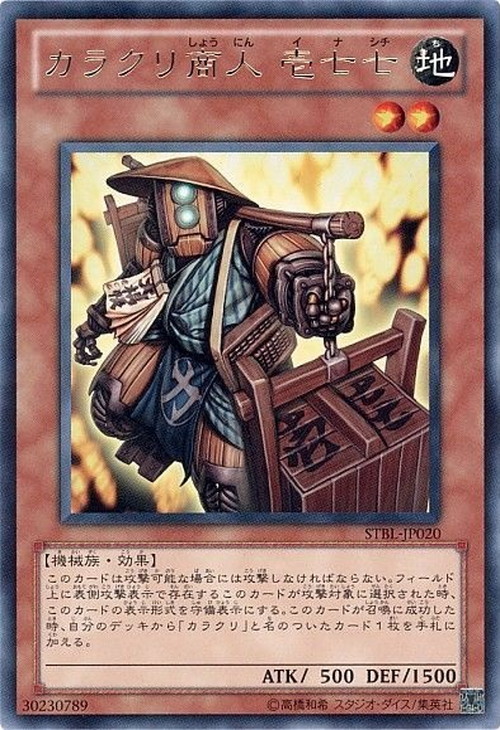 カラクリ商人 壱七七 地
しょうにん イナシチ ち
STBL-JP020
【機械族・効果】
このカードは攻撃可能な場合には攻撃しなければならない。フィールド
上に表側攻撃表示で存在するこのカードが攻撃対象に選択された時、
このカードの表示形式を守備表示にする。このカードが召喚に成功した
時、自分のデッキから「カラクリ」と名のついたカード1枚を手札に
加える。
ATK/ 500 DEF/1500
30230789 ©高橋和希 スタジオ・ダイス/集英社